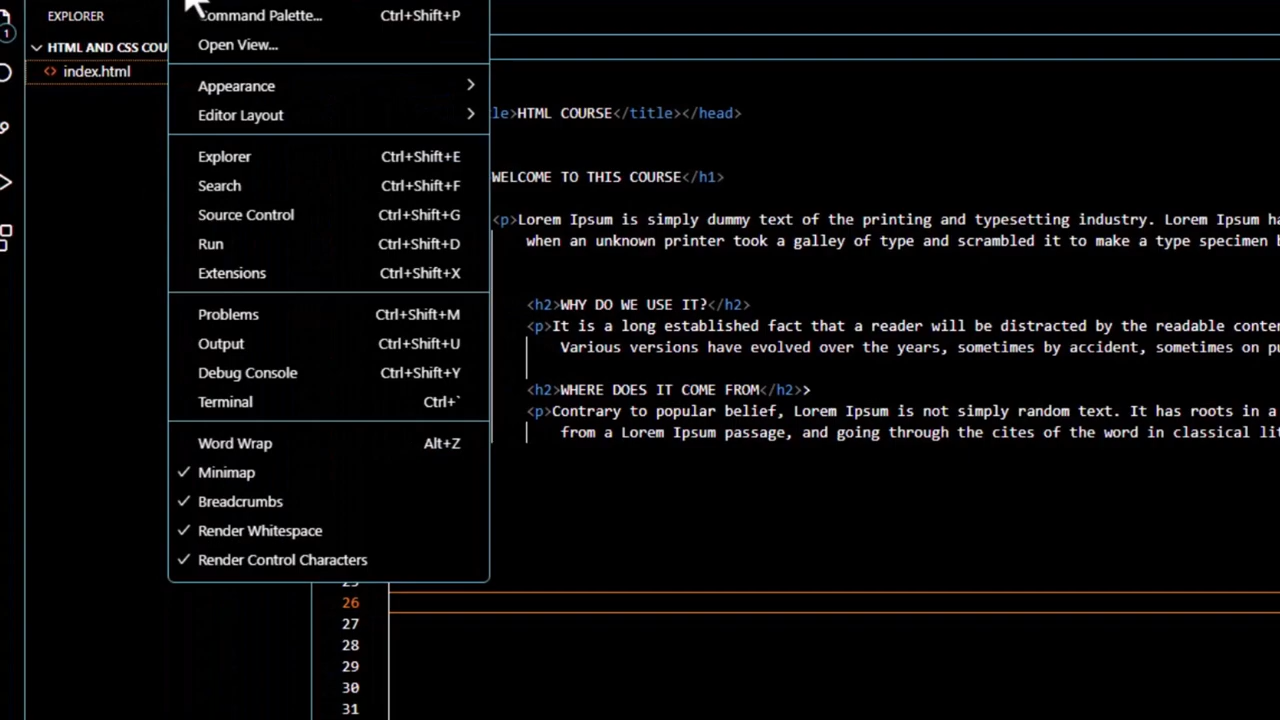 EXPLORER
1
HTML AND CSS COU
<> index.html
Command Palette... Ctrl+Shift+P
Open View...
Appearance
Editor Layout
Explorer Ctrl+Shift+E
Search Ctrl+Shift+F
Source Control Ctrl+Shift+G
Run Ctrl+Shift+D
Extensions Ctrl+Shift+X
Problems Ctrl+Shift+M
Output Ctrl+Shift+U
Debug Console Ctrl+Shift+Y
Terminal Ctrl+`
Word Wrap Alt+Z
Minimap
Breadcrumbs
Render Whitespace
Render Control Characters
le>HTML COURSE</title></head>
WELCOME TO THIS COURSE</h1>
<p>Lorem Ipsum is simply dummy text of the printing and typesetting industry. Lorem Ipsum ha
when an unknown printer took a galley of type and scrambled it to make a type specimen b
<h2>WHY DO WE USE IT?</h2>
<p>It is a long established fact that a reader will be distracted by the readable conte
Various versions have evolved over the years, sometimes by accident, sometimes on pu
<h2>WHERE DOES IT COME FROM</h2>>
<p>Contrary to popular belief, Lorem Ipsum is not simply random text. It has roots in a
from a Lorem Ipsum passage, and going through the cites of the word in classical lit
26
27
28
29
30
31